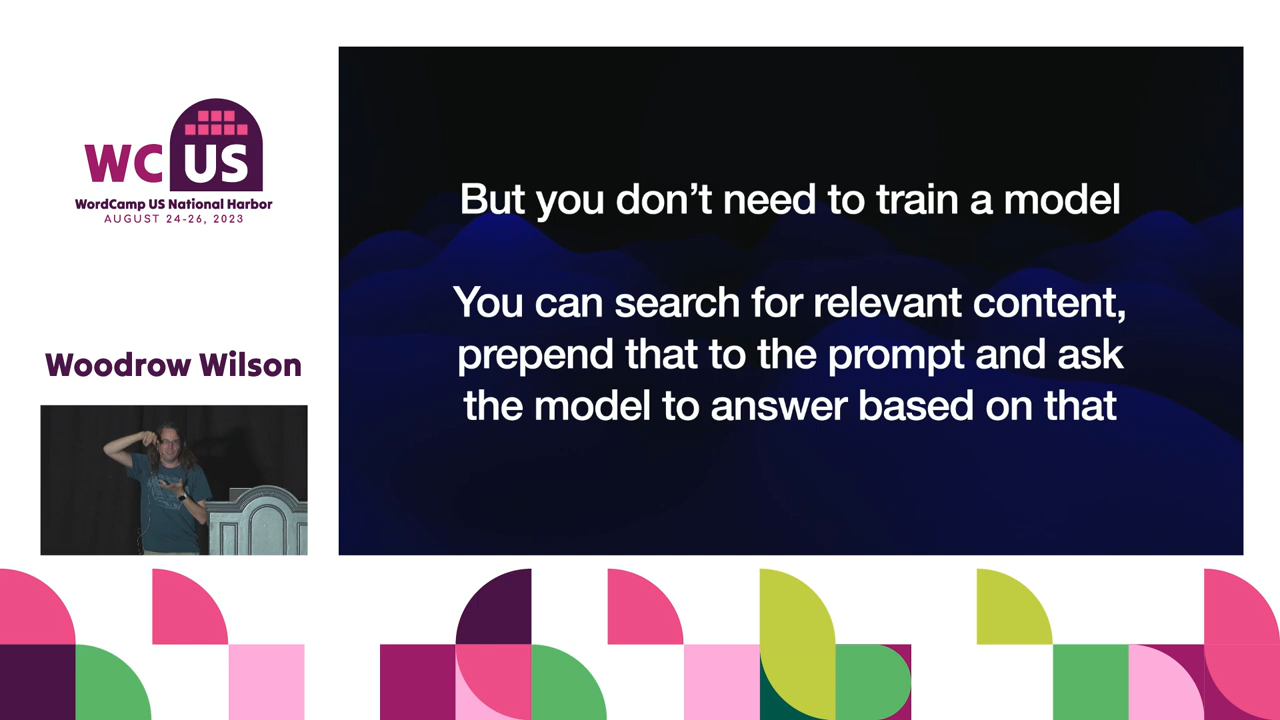 WC US
WordCamp US National Harbor
AUGUST 24-26, 2023
Woodrow Wilson
But you don’t need to train a model
You can search for relevant content,
prepend that to the prompt and ask
the model to answer based on that